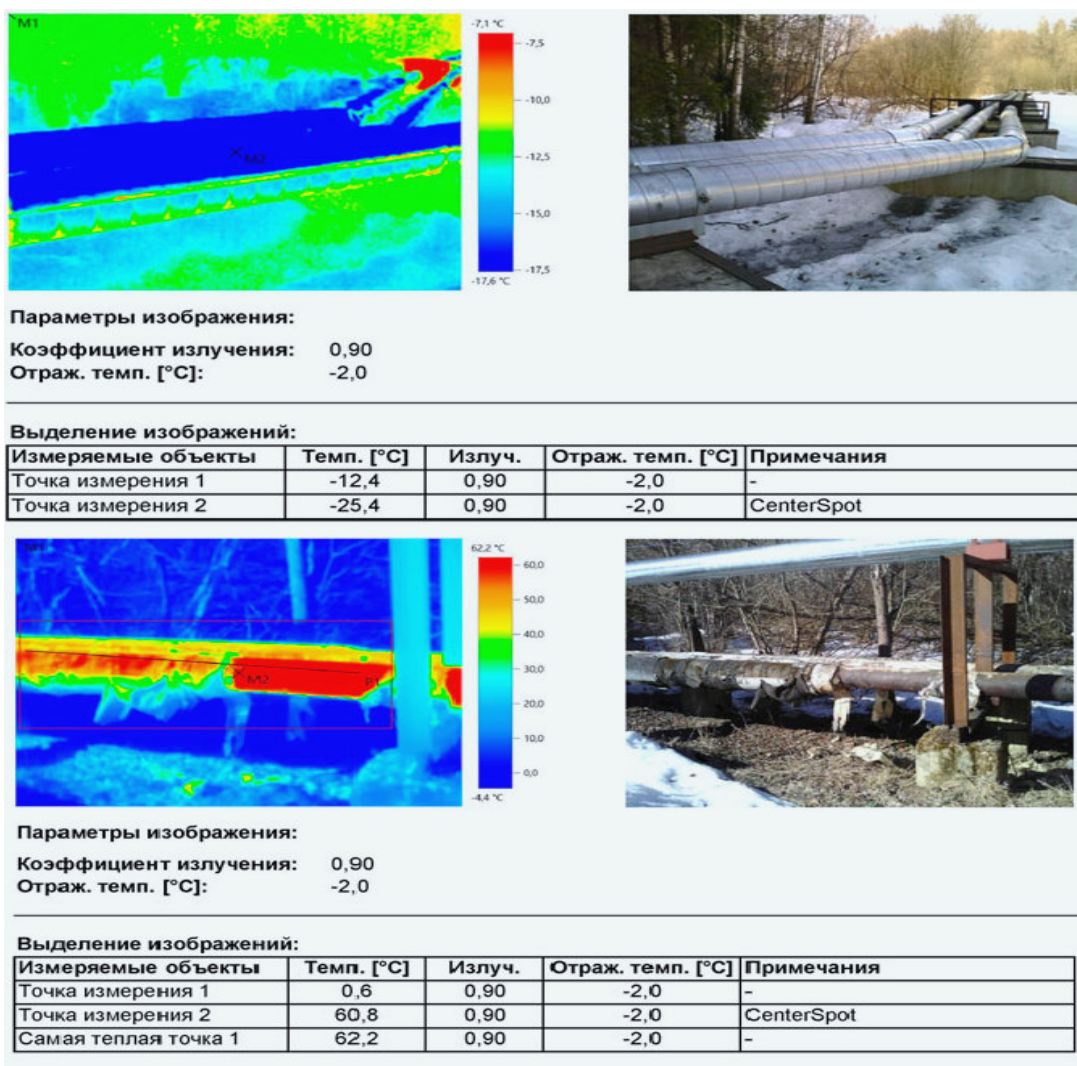 M1
-7,1 °C
-7,5
-10,0
M2
-12,5
-15,0
-17,5
-17,6 °C
Параметры изображения:
Коэффициент излучения: 0,90
Отраж. темп. [°C]: -2,0
Выделение изображений:
Измеряемые объекты Темп. [°C] Излуч. Отраж. темп. [°C] Примечания
Точка измерения 1 -12,4 0,90 -2,0 -
Точка измерения 2 -25,4 0,90 -2,0 CenterSpot
M1
62,2 °C
60,0
50,0
40,0
30,0
M2 P1
20,0
10,0
0,0
-4,4 °C
Параметры изображения:
Коэффициент излучения: 0,90
Отраж. темп. [°C]: -2,0
Выделение изображений:
Измеряемые объекты Темп. [°C] Излуч. Отраж. темп. [°C] Примечания
Точка измерения 1 0,6 0,90 -2,0 -
Точка измерения 2 60,8 0,90 -2,0 CenterSpot
Самая теплая точка 1 62,2 0,90 -2,0 -